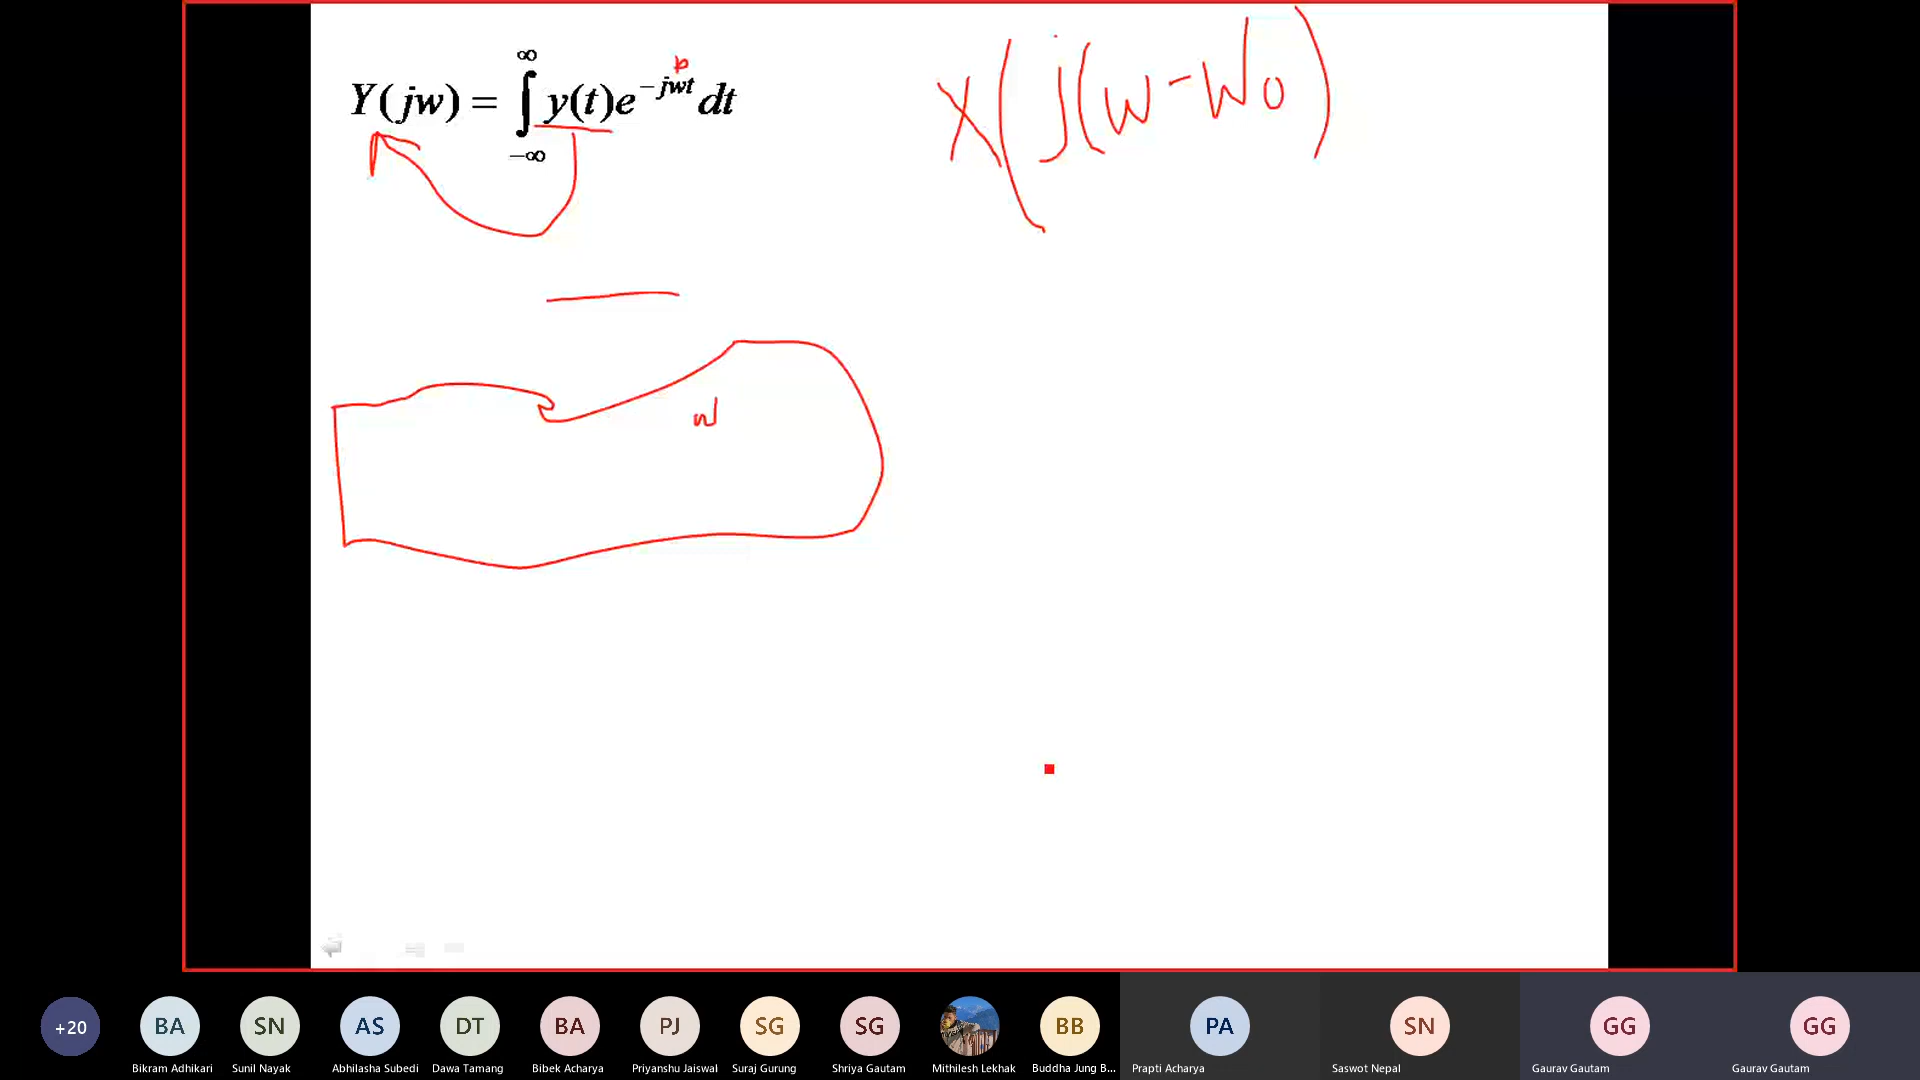 Y(jw) = ∫_{-∞}^{∞} y(t)e^{-jwt} dt
X(j(w-w0)
w
+20 BA SN AS DT BA PJ SG SG BB PA SN GG GG
Bikram Adhikari Sunil Nayak Abhilasha Subedi Dawa Tamang Bibek Acharya Priyanshu Jaiswal Suraj Gurung Shriya Gautam Mithilesh Lekhak Buddha Jung B... Prapti Acharya Saswot Nepal Gaurav Gautam Gaurav Gautam